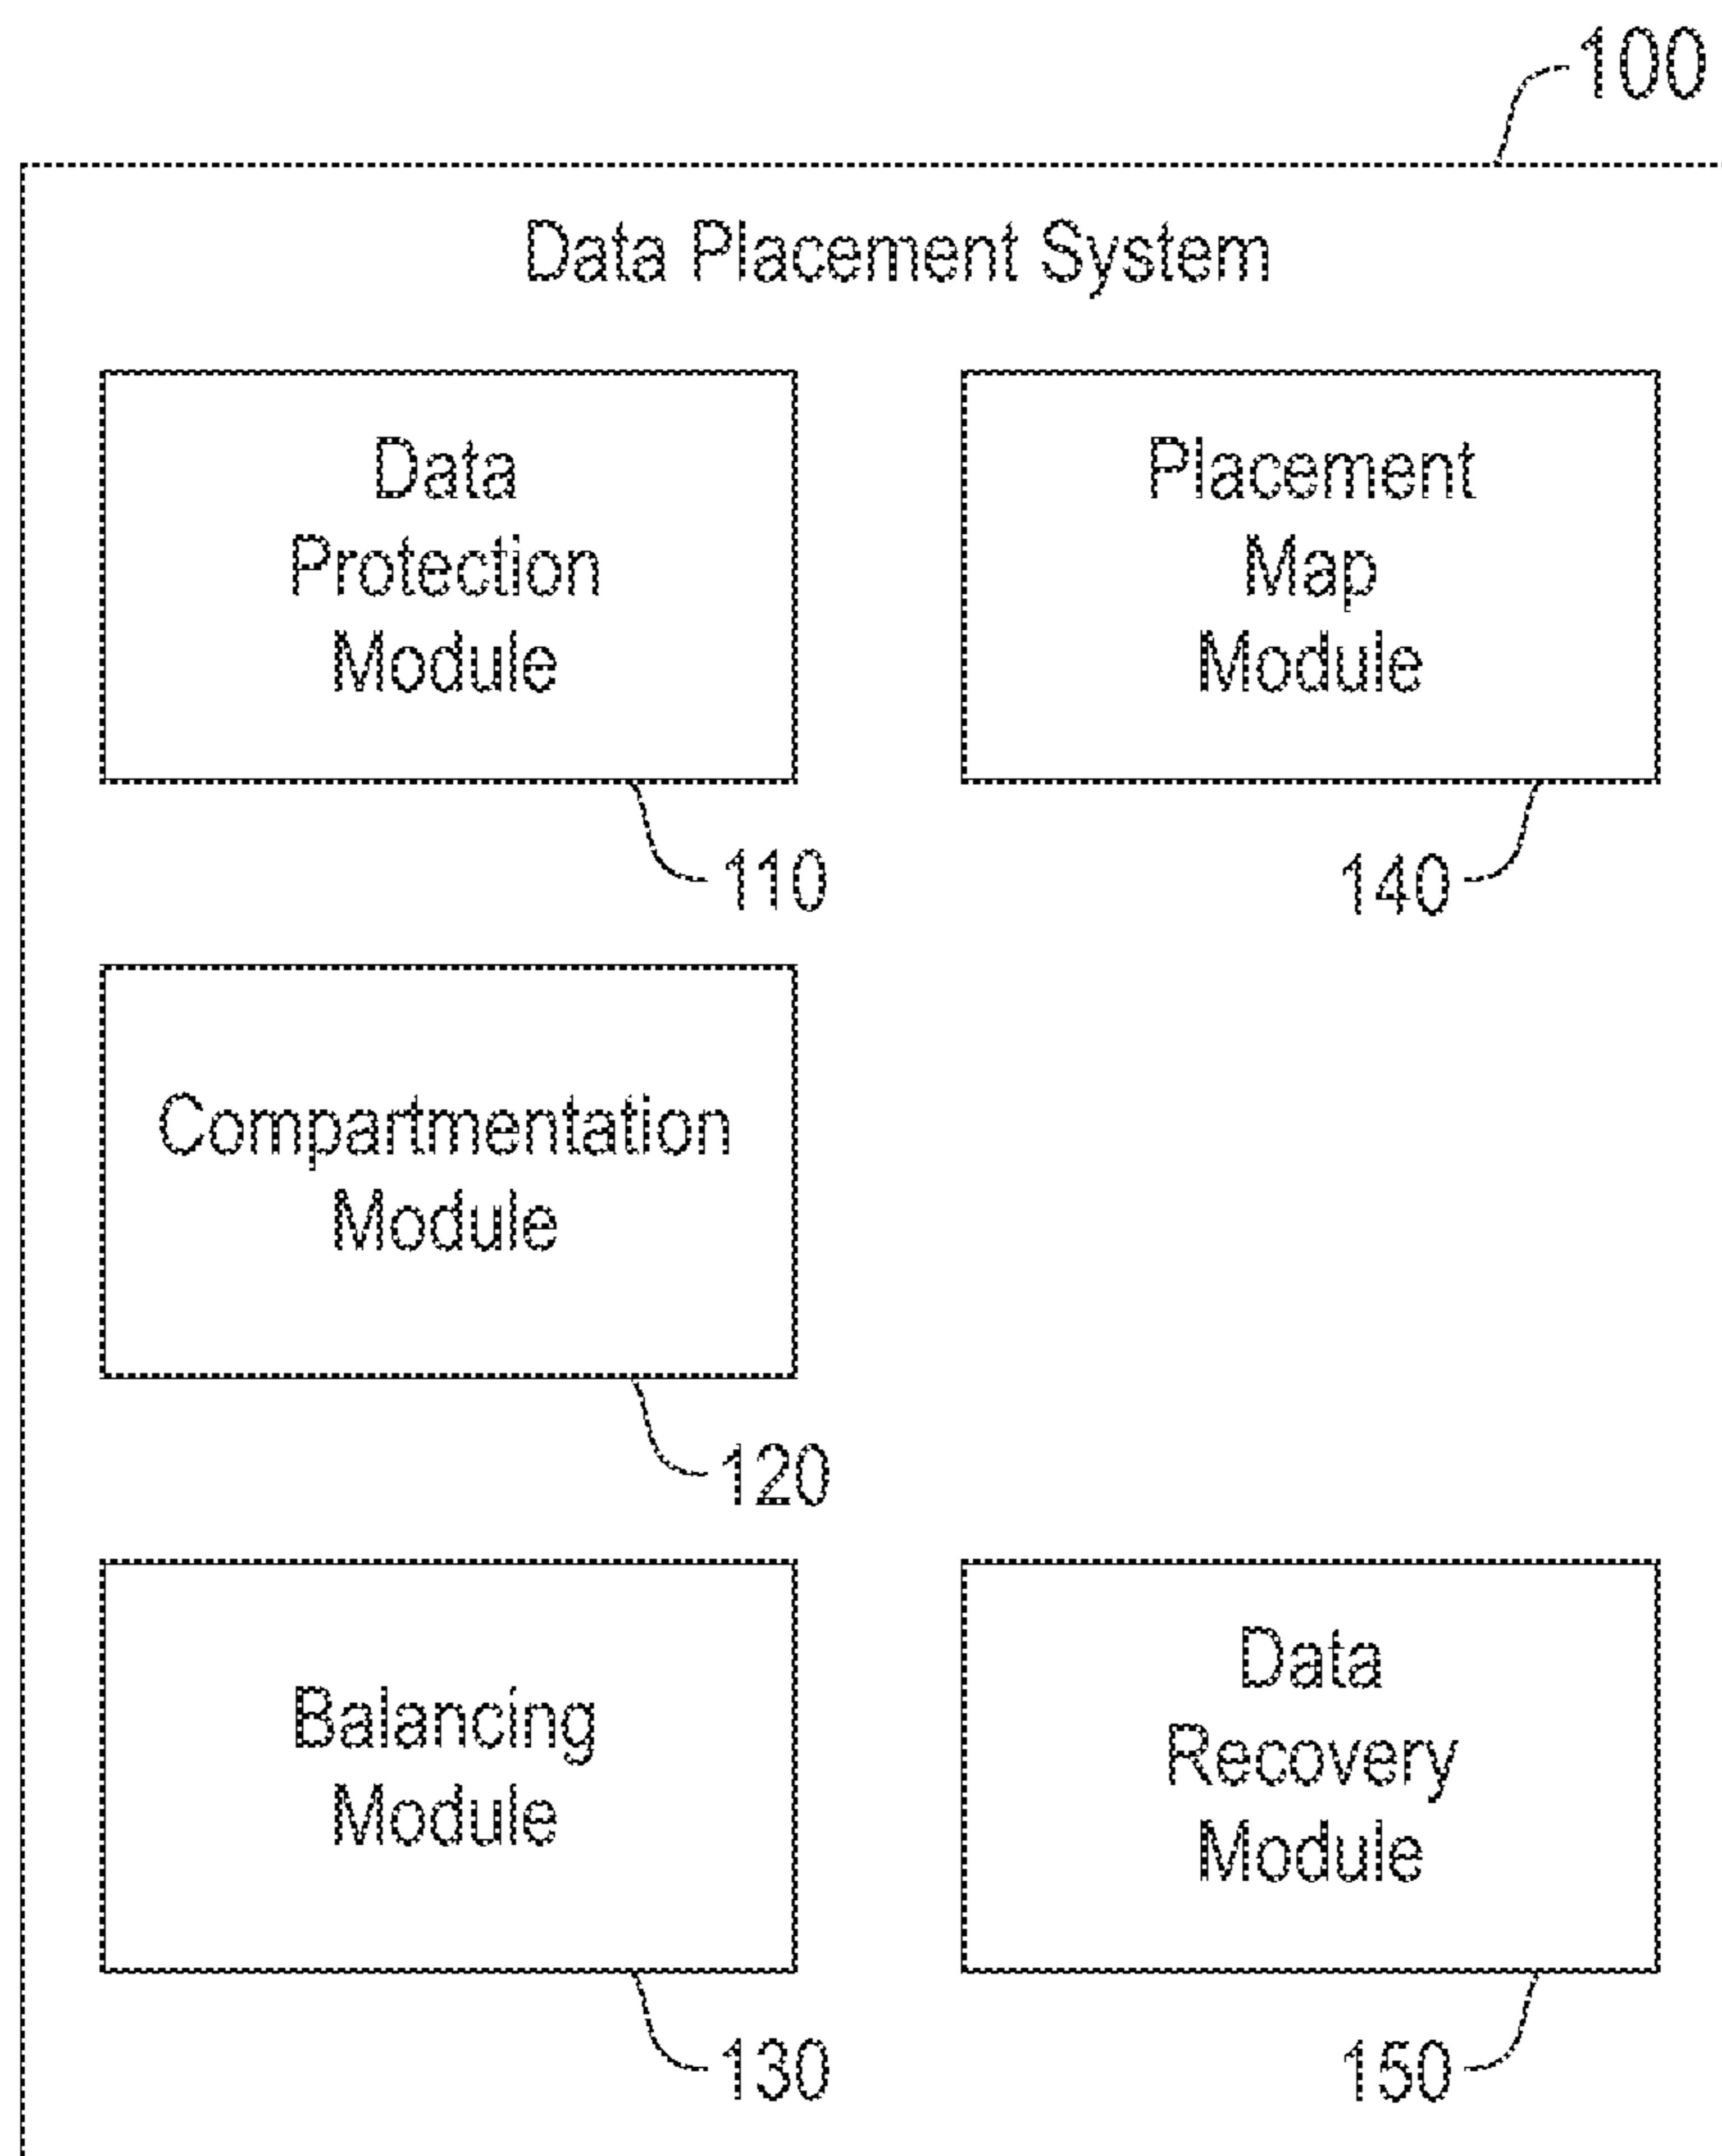 100
Data Placement System
Data
Protection
Module
110
Placement
Map
Module
140
Compartmentation
Module
120
Balancing
Module
130
Data
Recovery
Module
150